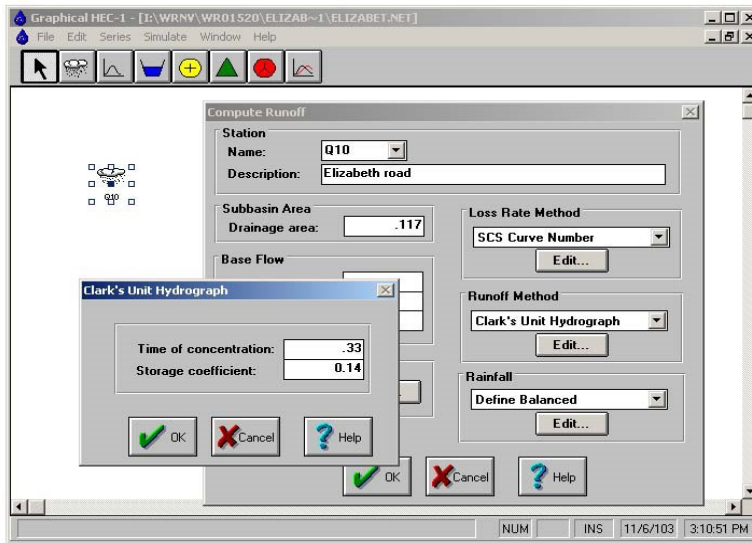 Graphical HEC-1 - [I:\WRNV\WR01520\ELIZAB~1\ELIZABET.NET]
File Edit Series Simulate Window Help
Q10
Compute Runoff
Station
Name: Q10
Description: Elizabeth road
Subbasin Area
Drainage area: .117
Base Flow
Loss Rate Method
SCS Curve Number
Edit...
Runoff Method
Clark's Unit Hydrograph
Edit...
Rainfall
Define Balanced
Edit...
OK Cancel Help
Clark's Unit Hydrograph
Time of concentration: .33
Storage coefficient: 0.14
OK Cancel Help
NUM INS 11/6/103 3:10:51 PM